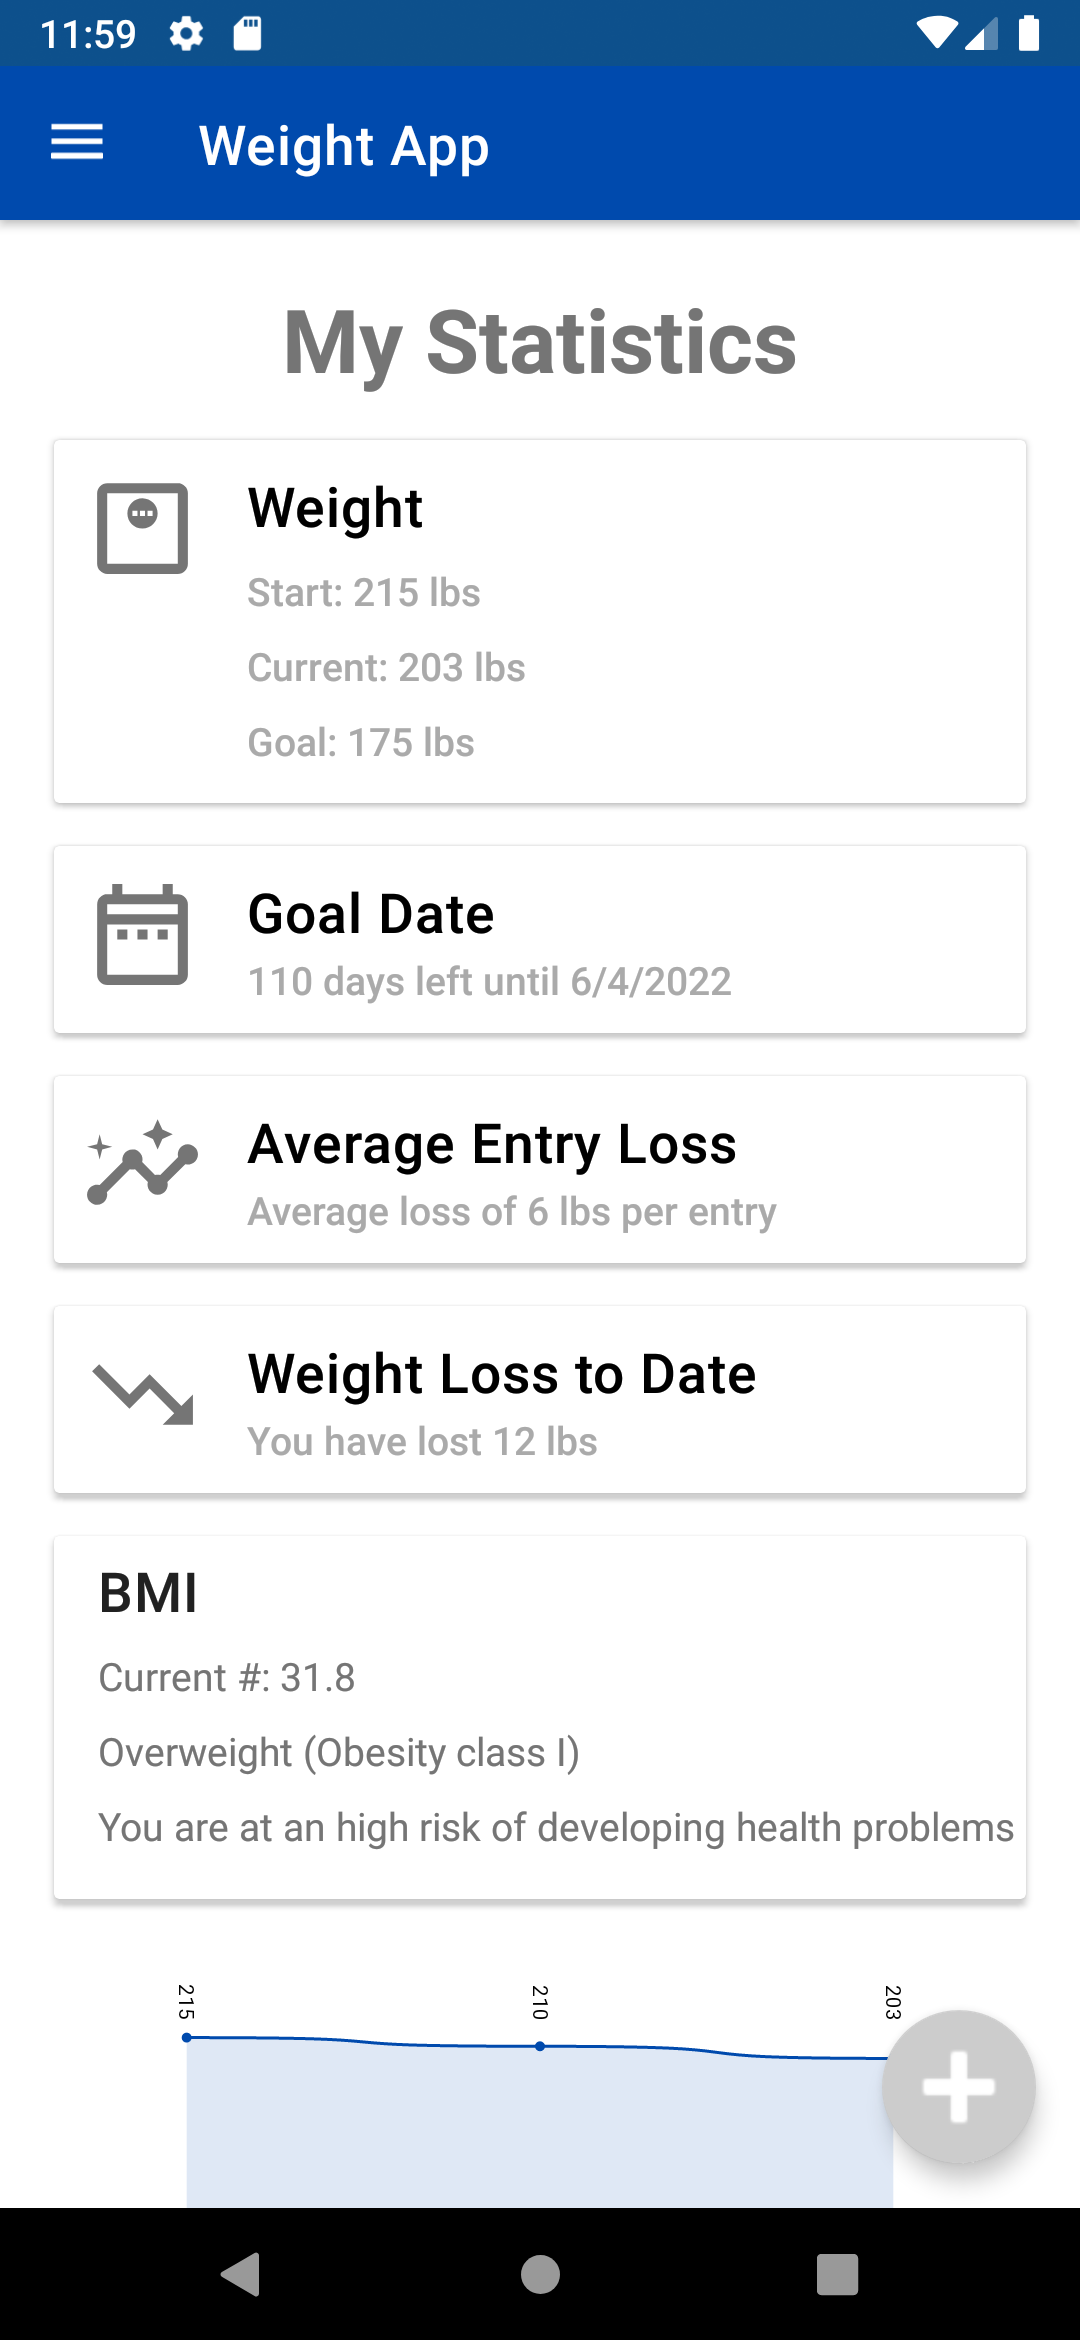 11:59
Weight App
My Statistics
Weight
Start: 215 lbs
Current: 203 lbs
Goal: 175 lbs
Goal Date
110 days left until 6/4/2022
Average Entry Loss
Average loss of 6 lbs per entry
Weight Loss to Date
You have lost 12 lbs
BMI
Current #: 31.8
Overweight (Obesity class I)
You are at an high risk of developing health problems
215
210
203